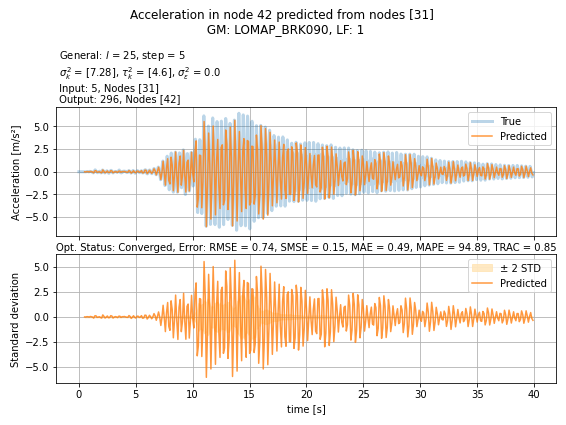 Acceleration in node 42 predicted from nodes [31]
GM: LOMAP_BRK090, LF: 1
General: l = 25, step = 5
σ²ₖ = [7.28], τ²ₖ = [4.6], σ²ε = 0.0
Input: 5, Nodes [31]
Output: 296, Nodes [42]
Acceleration [m/s²]
5.0
2.5
0.0
−2.5
−5.0
True
Predicted
Opt. Status: Converged, Error: RMSE = 0.74, SMSE = 0.15, MAE = 0.49, MAPE = 94.89, TRAC = 0.85
Standard deviation
5.0
2.5
0.0
−2.5
−5.0
± 2 STD
Predicted
0 5 10 15 20 25 30 35 40
time [s]